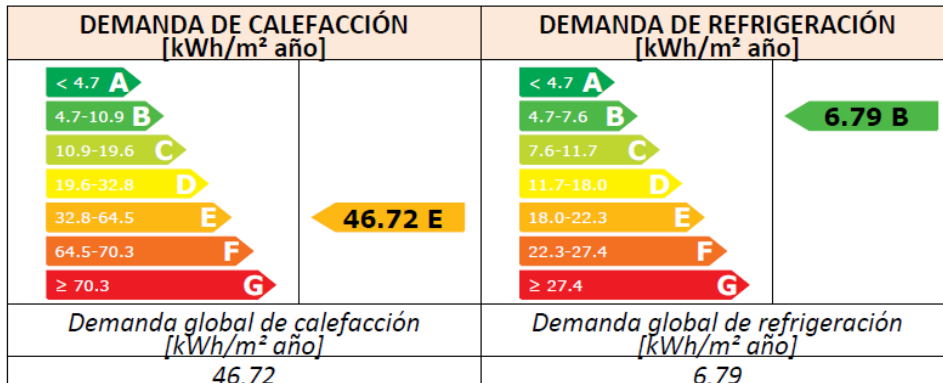 DEMANDA DE CALEFACCIÓN
[kWh/m² año]
DEMANDA DE REFRIGERACIÓN
[kWh/m² año]
< 4.7 A
4.7-10.9 B
10.9-19.6 C
19.6-32.8 D
32.8-64.5 E
64.5-70.3 F
≥ 70.3 G
46.72 E
< 4.7 A
4.7-7.6 B
7.6-11.7 C
11.7-18.0 D
18.0-22.3 E
22.3-27.4 F
≥ 27.4 G
6.79 B
Demanda global de calefacción
[kWh/m² año]
Demanda global de refrigeración
[kWh/m² año]
46.72
6.79